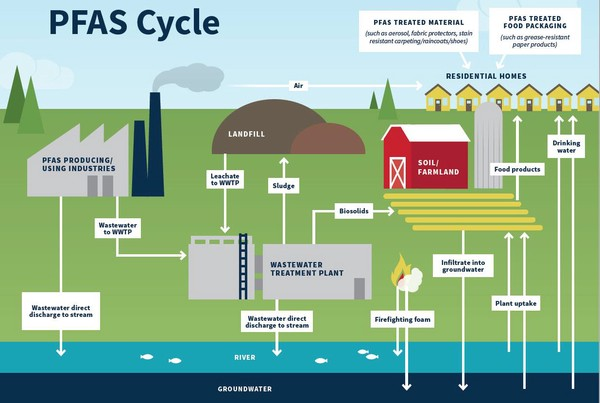 PFAS Cycle
PFAS TREATED MATERIAL
(such as aerosol, fabric protectors, stain
resistant carpeting/raincoats/shoes)
PFAS TREATED
FOOD PACKAGING
(such as grease-resistant
paper products)
RESIDENTIAL HOMES
Air
LANDFILL
PFAS PRODUCING/
USING INDUSTRIES
SOIL/
FARMLAND
Drinking
water
Food products
Leachate
to WWTP
Sludge
Biosolids
Wastewater
to WWTP
WASTEWATER
TREATMENT PLANT
Infiltrate into
groundwater
Plant uptake
Wastewater direct
discharge to stream
Wastewater direct
discharge to stream
Firefighting foam
RIVER
GROUNDWATER